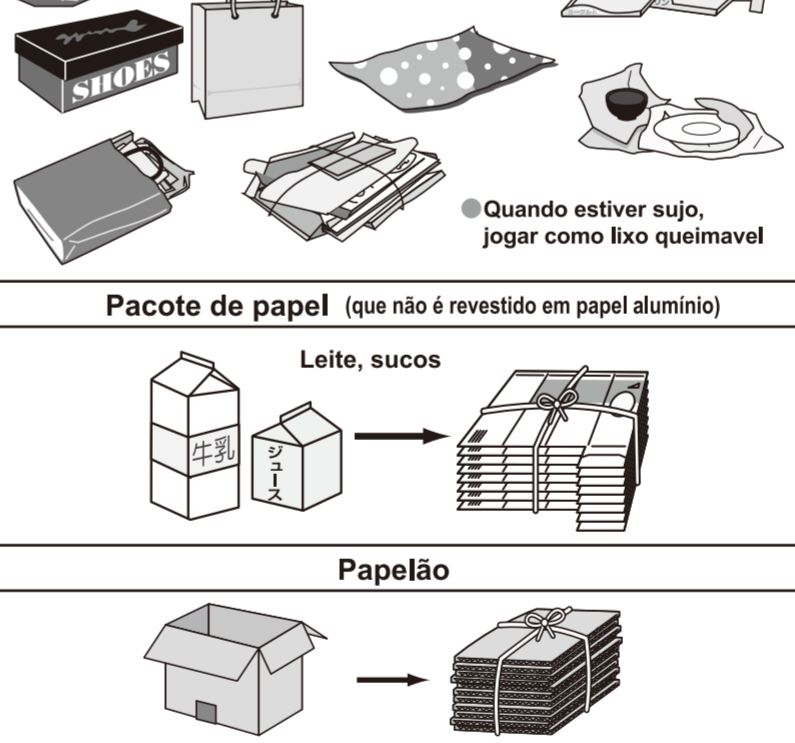 SHOES
Quando estiver sujo,
jogar como lixo queimavel
Pacote de papel (que não é revestido em papel alumínio)
Leite, sucos
牛乳
ジュース
Papelão